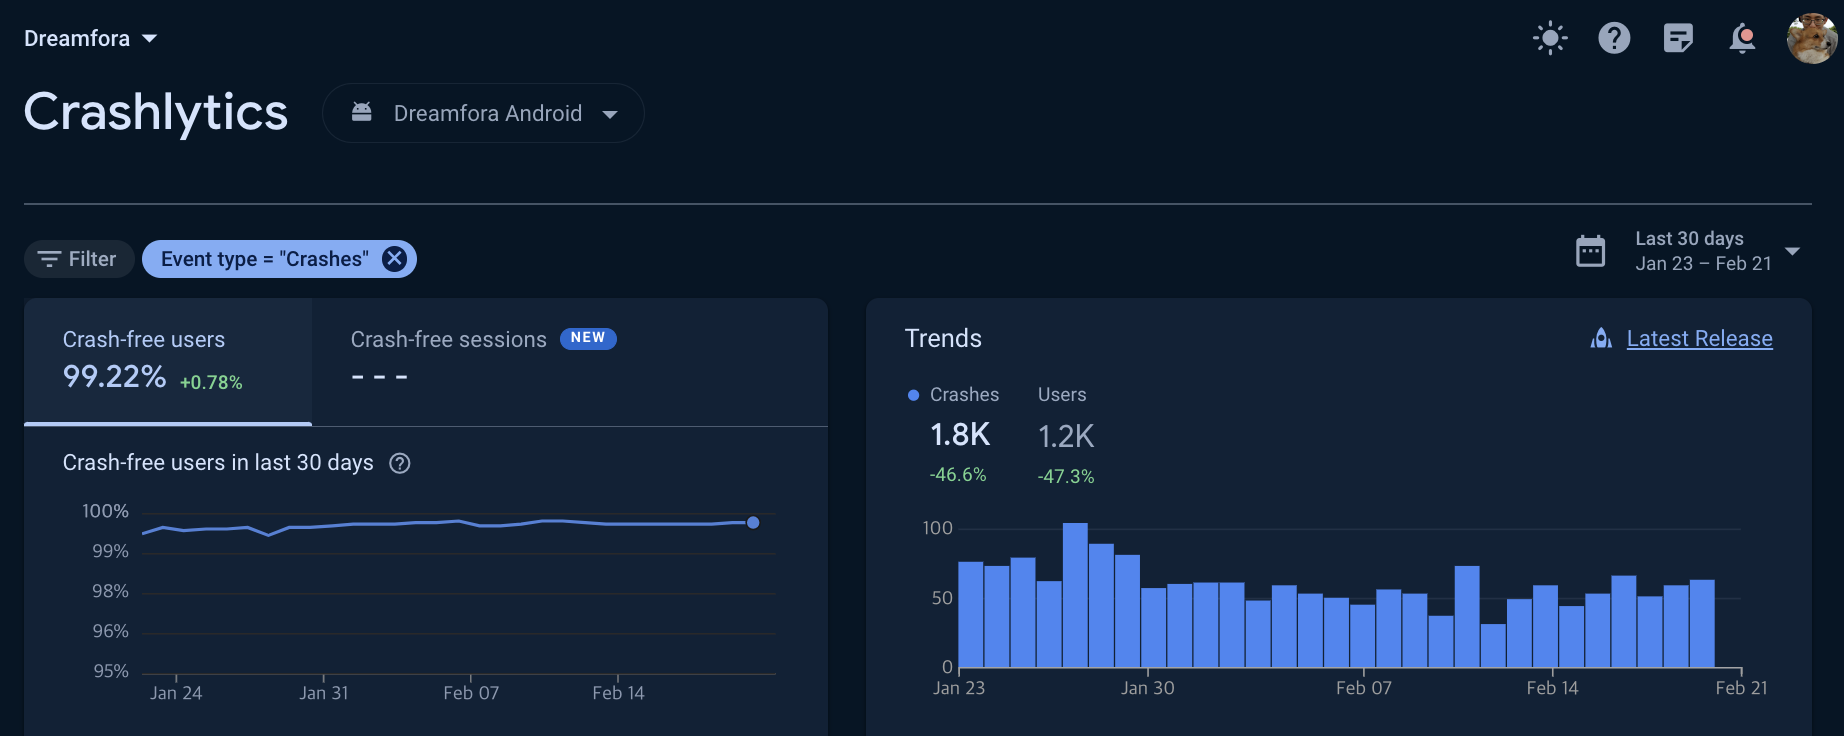 Dreamfora
Crashlytics
Dreamfora Android
Filter
Event type = "Crashes"
Last 30 days
Jan 23 – Feb 21
Crash-free users
99.22% +0.78%
Crash-free sessions NEW
---
Crash-free users in last 30 days
100%
99%
98%
96%
95%
Jan 24 Jan 31 Feb 07 Feb 14
Trends
Latest Release
Crashes Users
1.8K 1.2K
-46.6% -47.3%
100
50
0
Jan 23 Jan 30 Feb 07 Feb 14 Feb 21